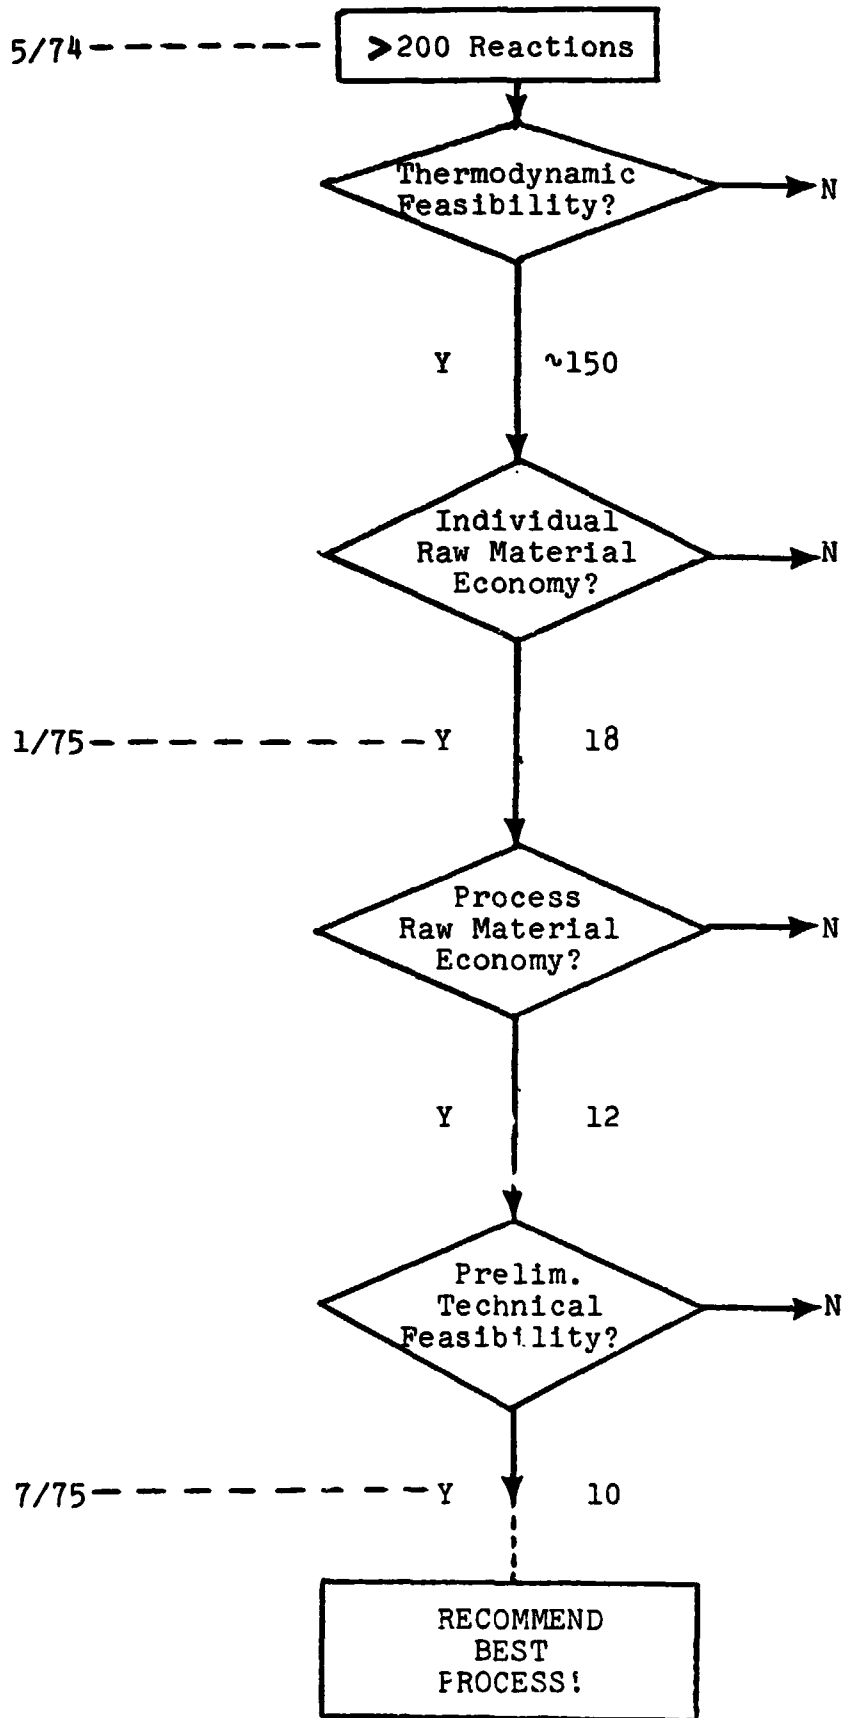 5/74 >200 Reactions
Thermodynamic
Feasibility?
N
Y ~150
Individual
Raw Material
Economy?
N
1/75 Y 18
Process
Raw Material
Economy?
N
Y 12
Prelim.
Technical
Feasibility?
N
7/75 Y 10
RECOMMEND
BEST
PROCESS!